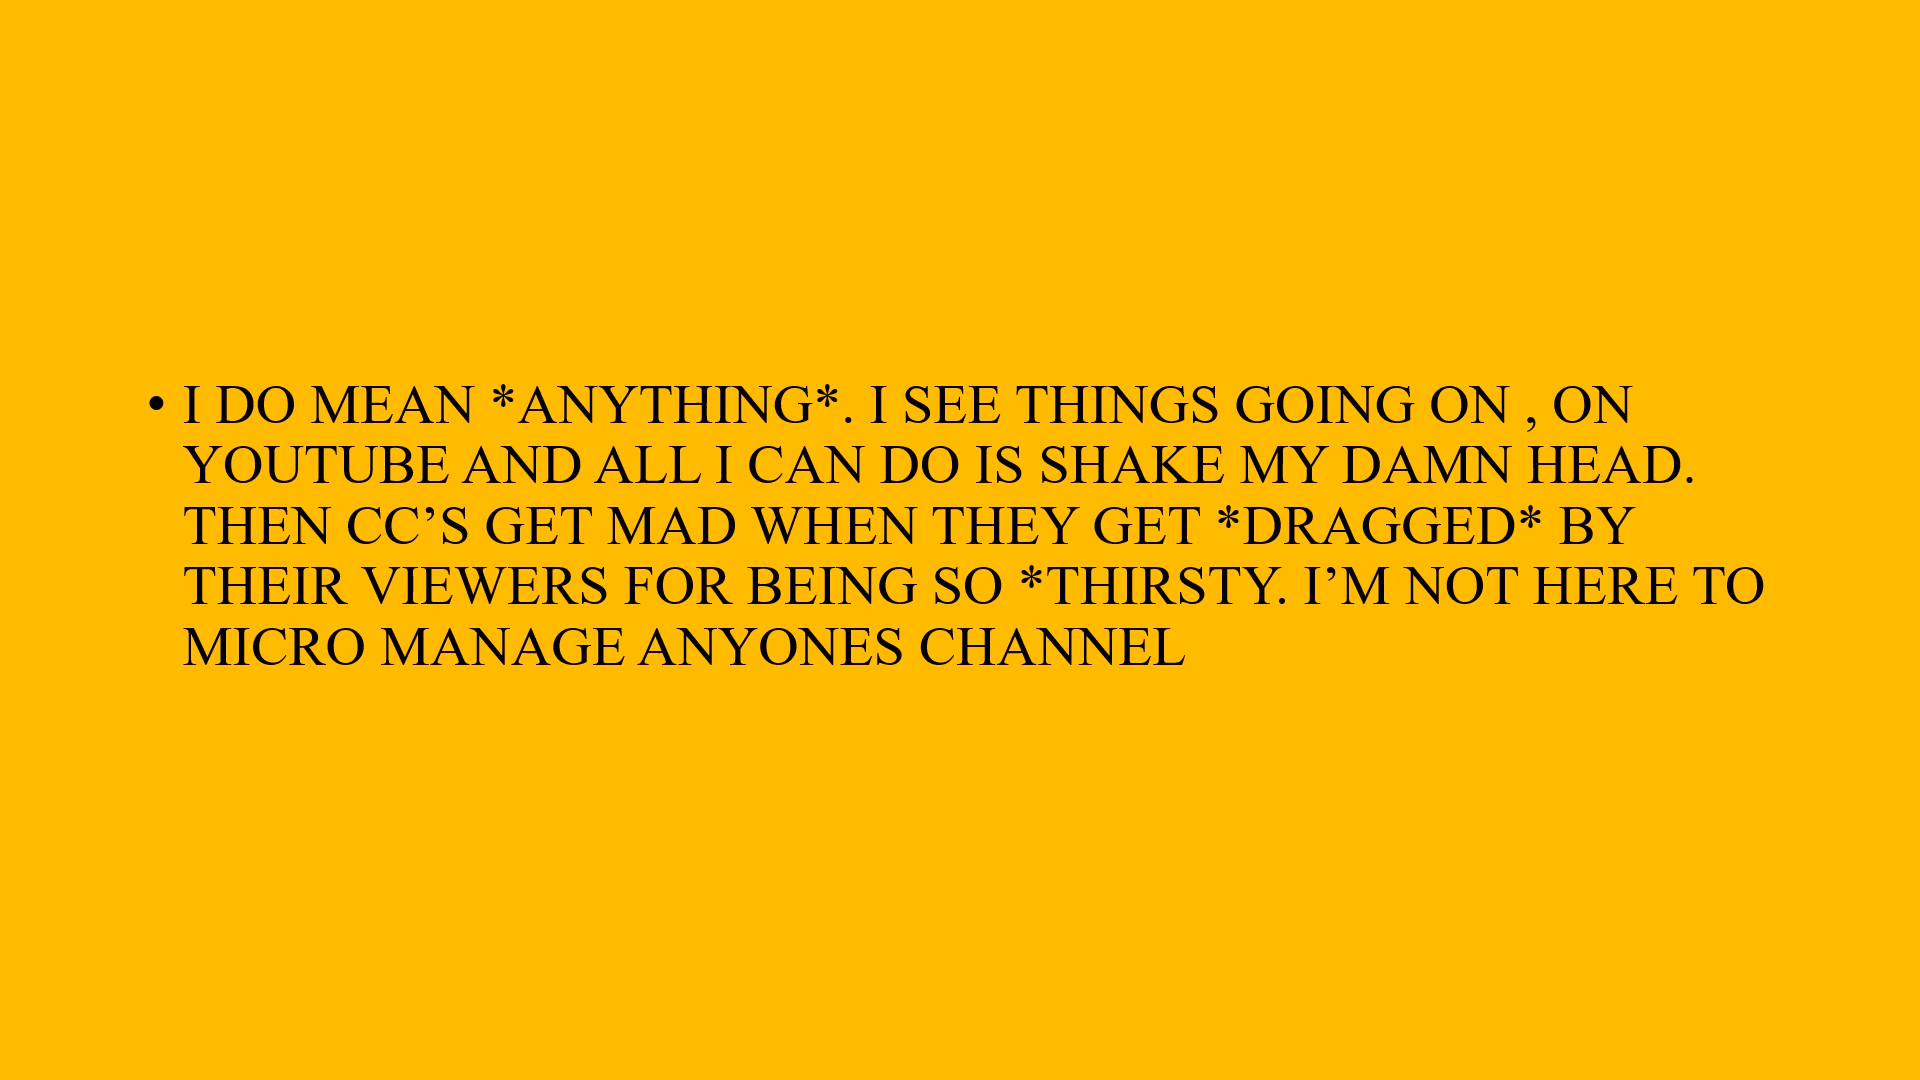 • I DO MEAN *ANYTHING*. I SEE THINGS GOING ON , ON
YOUTUBE AND ALL I CAN DO IS SHAKE MY DAMN HEAD.
THEN CC’S GET MAD WHEN THEY GET *DRAGGED* BY
THEIR VIEWERS FOR BEING SO *THIRSTY. I’M NOT HERE TO
MICRO MANAGE ANYONES CHANNEL